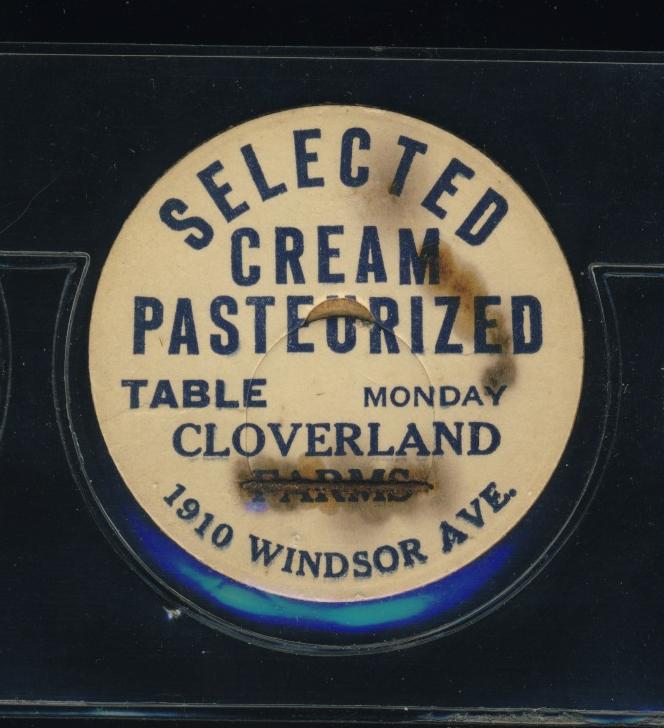 SELECTED
CREAM
PASTEURIZED
TABLE MONDAY
CLOVERLAND
FARMS
1910 WINDSOR AVE.